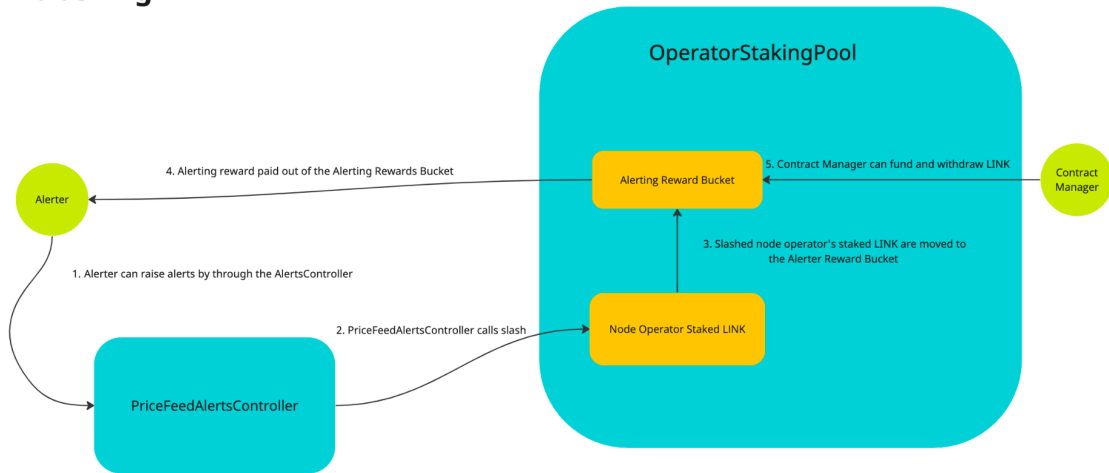 OperatorStakingPool
4. Alerting reward paid out of the Alerting Rewards Bucket
5. Contract Manager can fund and withdraw LINK
Alerter
Alerting Reward Bucket
Contract
Manager
1. Alerter can raise alerts by through the AlertsController
3. Slashed node operator's staked LINK are moved to
the Alerter Reward Bucket
2. PriceFeedAlertsController calls slash
Node Operator Staked LINK
PriceFeedAlertsController